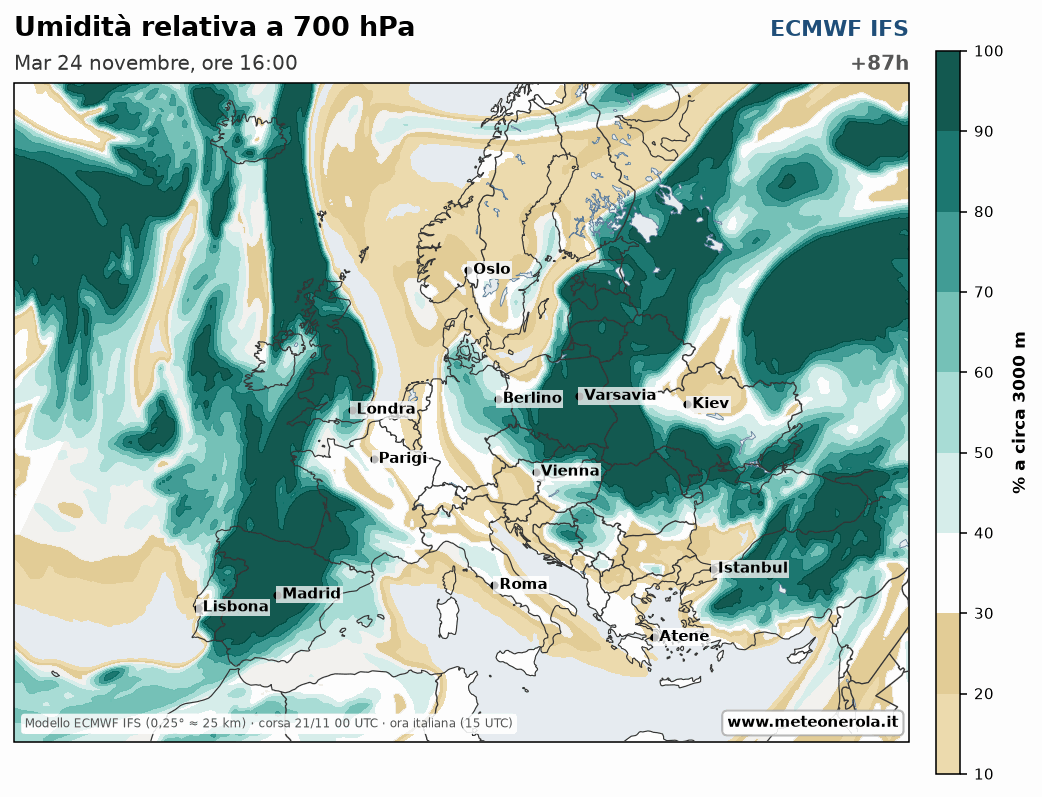 Umidità relativa a 700 hPa
ECMWF IFS
Mar 24 novembre, ore 16:00
+87h
100
90
80
70
60
50
40
30
20
10
% a circa 3000 m
Oslo
Berlino
Varsavia
Kiev
Londra
Parigi
Vienna
Istanbul
Roma
Madrid
Lisbona
Atene
Modello ECMWF IFS (0,25° ≈ 25 km) · corsa 21/11 00 UTC · ora italiana (15 UTC)
www.meteonerola.it